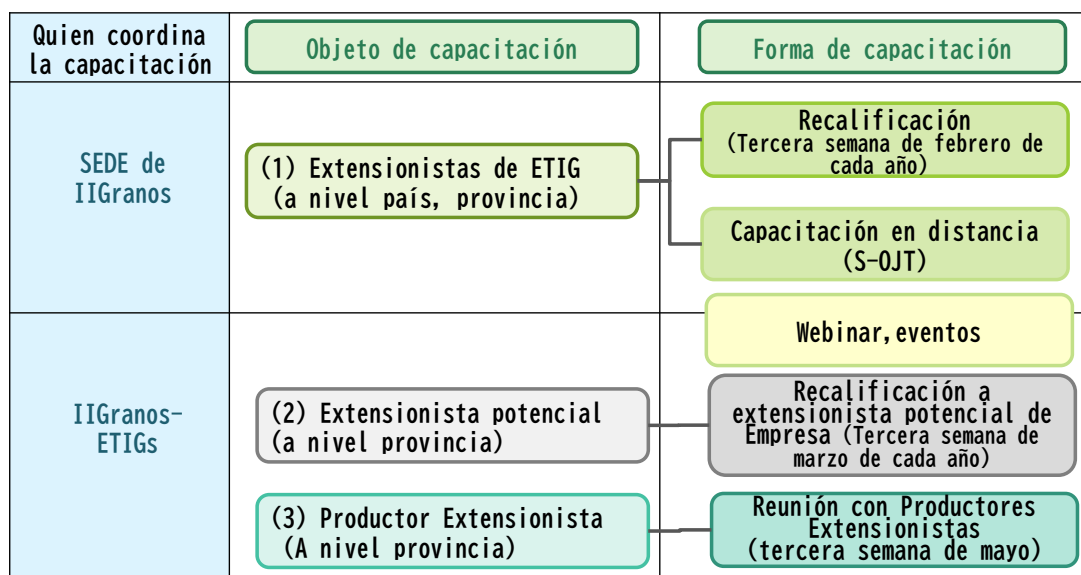 Quien coordina
la capacitación
Objeto de capacitación
Forma de capacitación
SEDE de
IIGranos
(1) Extensionistas de ETIG
(a nivel país, provincia)
Recalificación
(Tercera semana de febrero de
cada año)
Capacitación en distancia
(S-OJT)
Webinar,eventos
IIGranos-
ETIGs
(2) Extensionista potencial
(a nivel provincia)
Recalificación a
extensionista potencial de
Empresa (Tercera semana de
marzo de cada año)
(3) Productor Extensionista
(A nivel provincia)
Reunión con Productores
Extensionistas
(tercera semana de mayo)